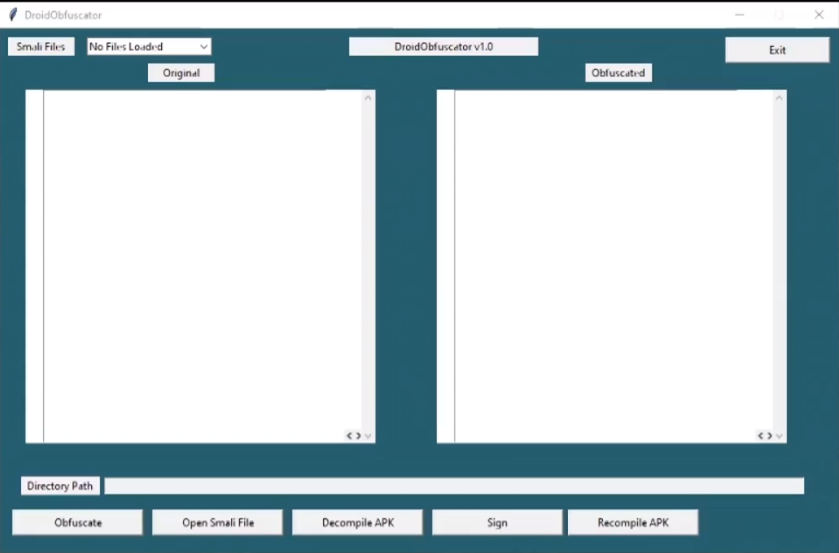 DroidObfuscator
Smali Files No Files Loaded DroidObfuscator v1.0 Exit
Original Obfuscated
Directory Path
Obfuscate Open Smali File Decompile APK Sign Recompile APK